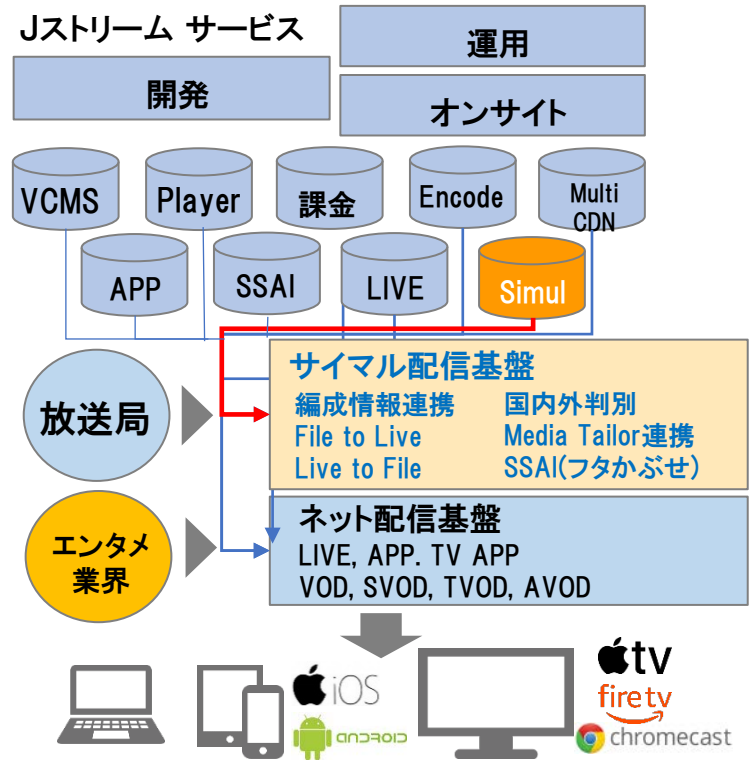 Jストリーム サービス
運用
開発
オンサイト
VCMS
Player
課金
Encode
Multi
CDN
APP
SSAI
LIVE
Simul
放送局
サイマル配信基盤
編成情報連携
国内外判別
File to Live
Media Tailor連携
Live to File
SSAI(フタかぶせ)
エンタメ
業界
ネット配信基盤
LIVE, APP. TV APP
VOD, SVOD, TVOD, AVOD
iOS
android
tv
firetv
chromecast